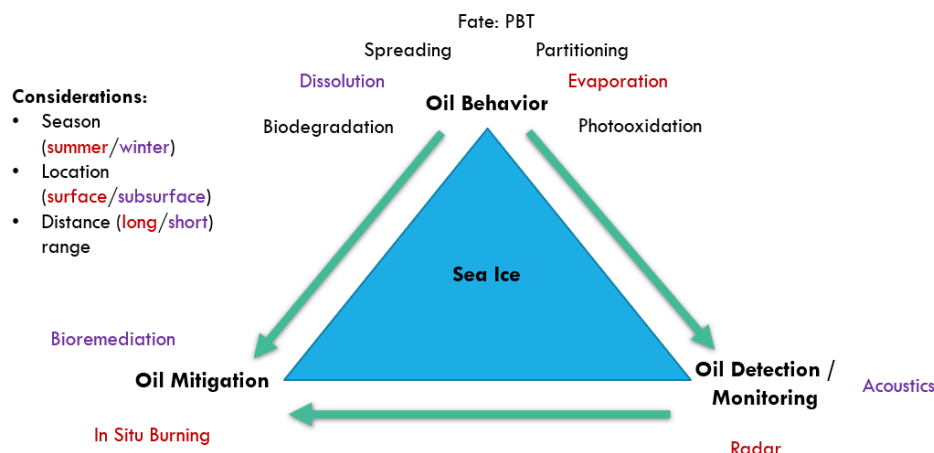 Fate: PBT
Spreading
Partitioning
Dissolution
Evaporation
Oil Behavior
Biodegradation
Photooxidation
Considerations:
• Season
(summer/winter)
• Location
(surface/subsurface)
• Distance (long/short)
range
Sea Ice
Bioremediation
Oil Mitigation
In Situ Burning
Oil Detection /
Monitoring
Acoustics
Radar